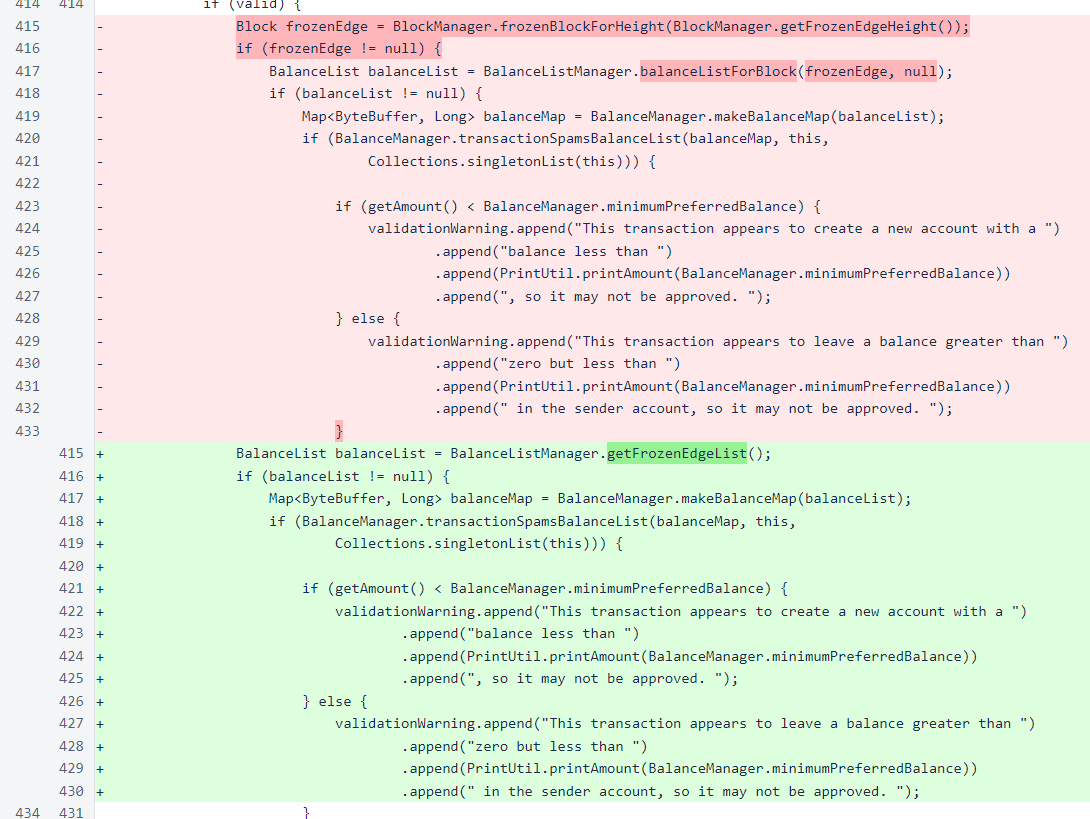 414 414 if (valid) {
415 - Block frozenEdge = BlockManager.frozenBlockForHeight(BlockManager.getFrozenEdgeHeight());
416 - if (frozenEdge != null) {
417 - BalanceList balanceList = BalanceListManager.balanceListForBlock(frozenEdge, null);
418 - if (balanceList != null) {
419 - Map<ByteBuffer, Long> balanceMap = BalanceManager.makeBalanceMap(balanceList);
420 - if (BalanceManager.transactionSpamsBalanceList(balanceMap, this,
421 - Collections.singletonList(this))) {
422 -
423 - if (getAmount() < BalanceManager.minimumPreferredBalance) {
424 - validationWarning.append("This transaction appears to create a new account with a ")
425 - .append("balance less than ")
426 - .append(PrintUtil.printAmount(BalanceManager.minimumPreferredBalance))
427 - .append(", so it may not be approved. ");
428 - } else {
429 - validationWarning.append("This transaction appears to leave a balance greater than ")
430 - .append("zero but less than ")
431 - .append(PrintUtil.printAmount(BalanceManager.minimumPreferredBalance))
432 - .append(" in the sender account, so it may not be approved. ");
433 - }
415 + BalanceList balanceList = BalanceListManager.getFrozenEdgeList();
416 + if (balanceList != null) {
417 + Map<ByteBuffer, Long> balanceMap = BalanceManager.makeBalanceMap(balanceList);
418 + if (BalanceManager.transactionSpamsBalanceList(balanceMap, this,
419 + Collections.singletonList(this))) {
420 +
421 + if (getAmount() < BalanceManager.minimumPreferredBalance) {
422 + validationWarning.append("This transaction appears to create a new account with a ")
423 + .append("balance less than ")
424 + .append(PrintUtil.printAmount(BalanceManager.minimumPreferredBalance))
425 + .append(", so it may not be approved. ");
426 + } else {
427 + validationWarning.append("This transaction appears to leave a balance greater than ")
428 + .append("zero but less than ")
429 + .append(PrintUtil.printAmount(BalanceManager.minimumPreferredBalance))
430 + .append(" in the sender account, so it may not be approved. ");
434 431 }